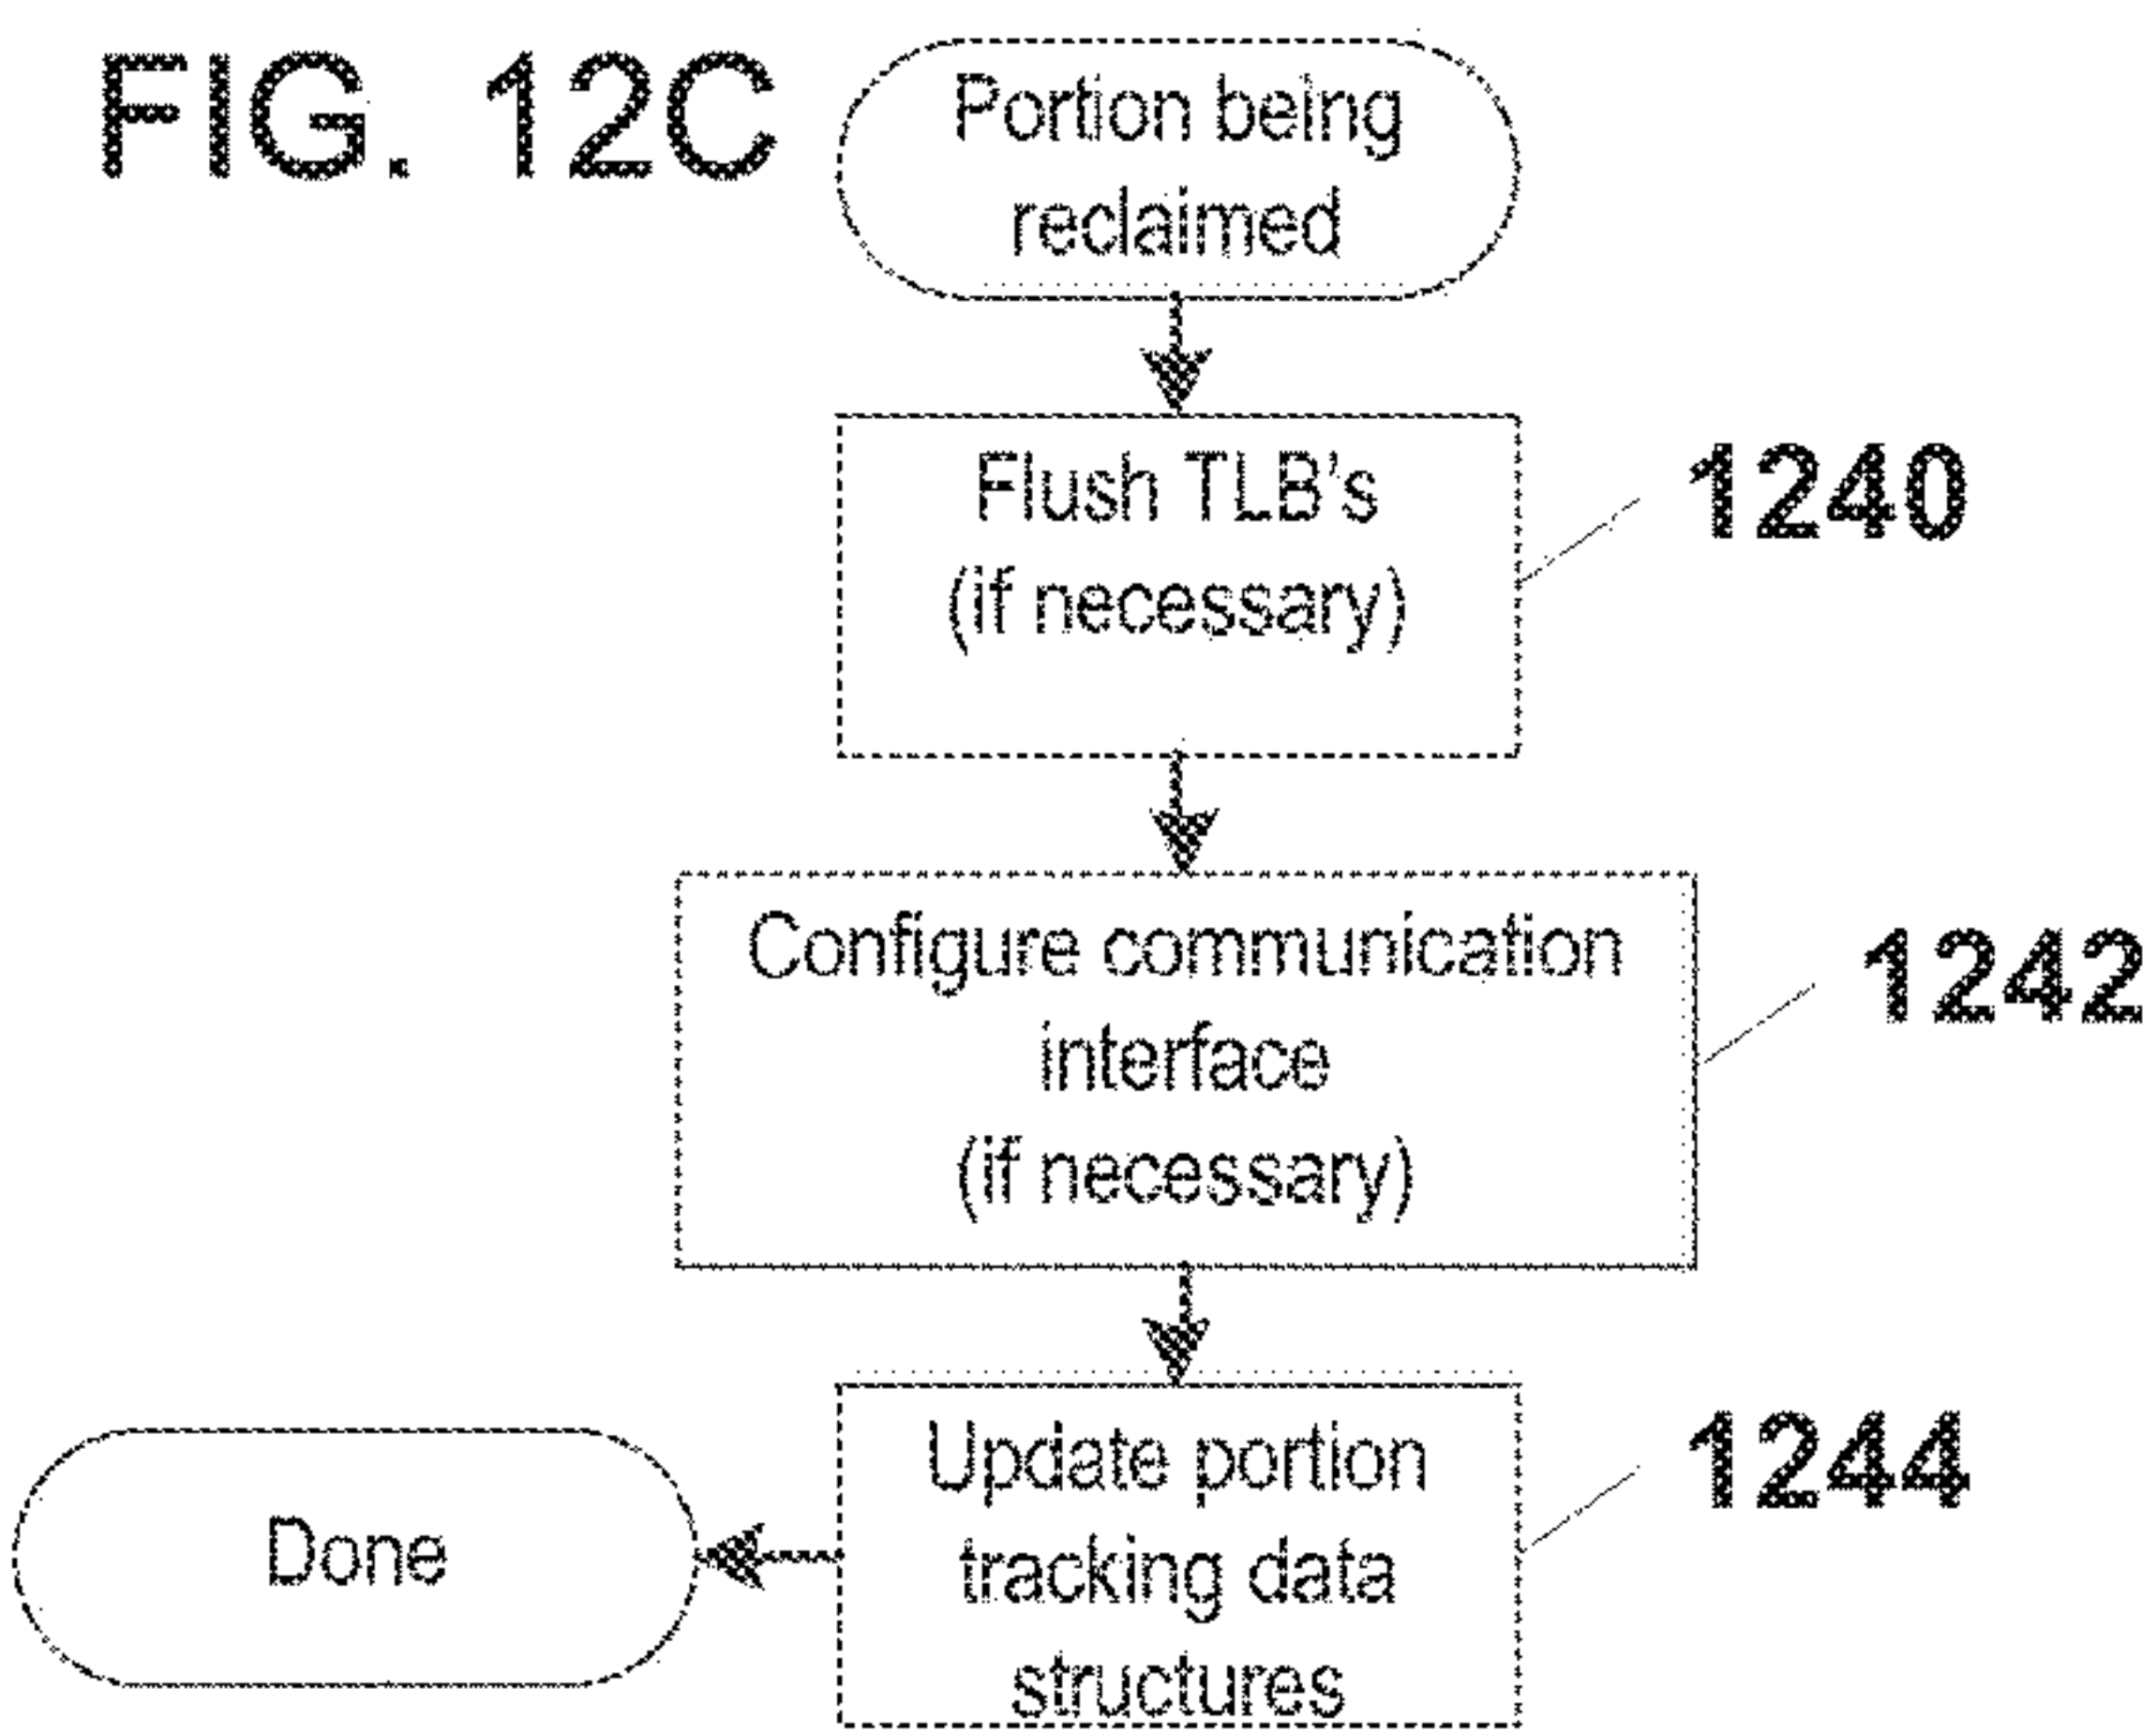 FIG. 12C
Portion being
reclaimed
Flush TLB's
(if necessary)
1240
Configure communication
interface
(if necessary)
1242
Update portion
tracking data
structures
1244
Done